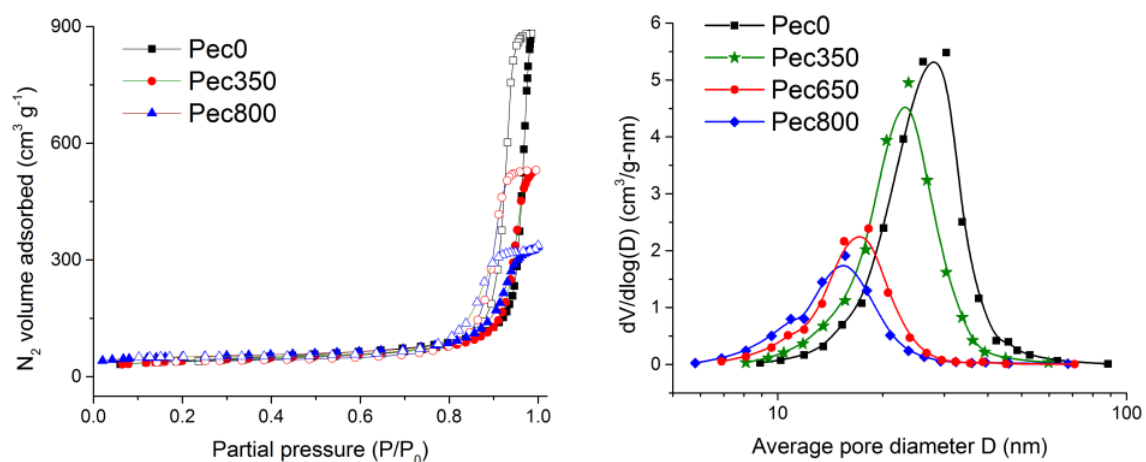 900
600
300
0
N₂ volume adsorbed (cm³ g⁻¹)
Pec0
Pec350
Pec800
0.0 0.2 0.4 0.6 0.8 1.0
Partial pressure (P/P₀)
6
5
4
3
2
1
0
dV/dlog(D) (cm³/g-nm)
Pec0
Pec350
Pec650
Pec800
10 100
Average pore diameter D (nm)